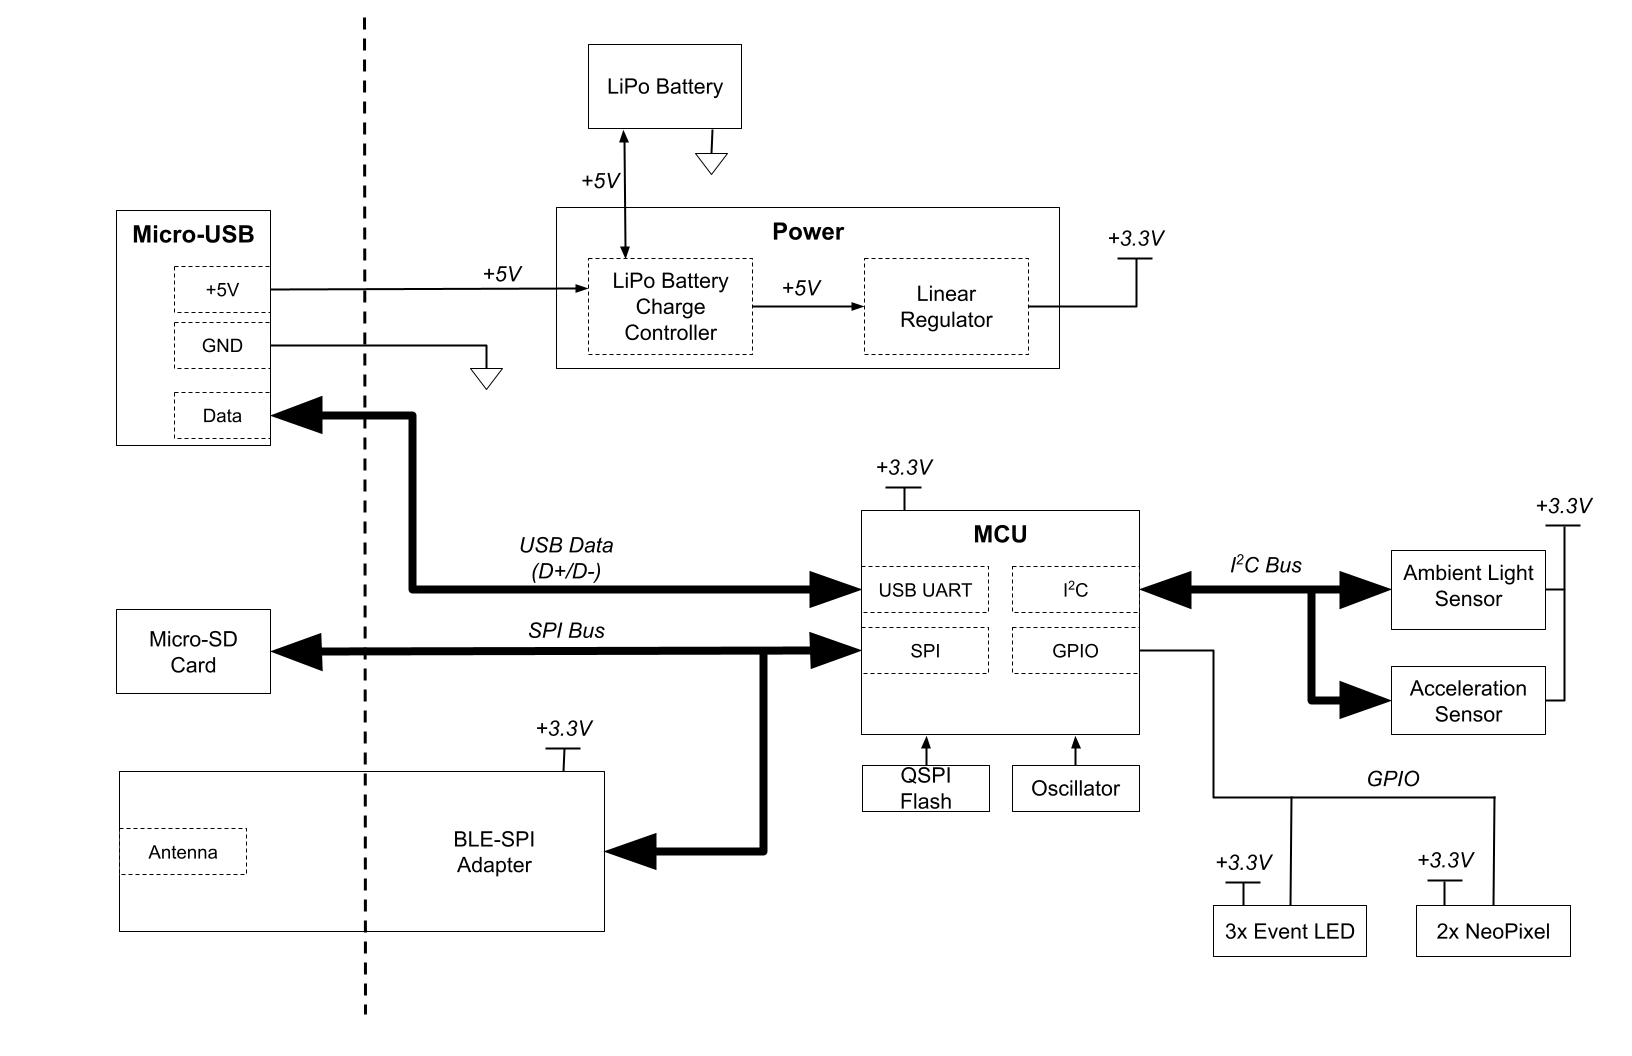 LiPo Battery
+5V
Micro-USB
+5V
GND
Data
+5V
Power
LiPo Battery
Charge
Controller
+5V
Linear
Regulator
+3.3V
USB Data
(D+/D-)
+3.3V
MCU
USB UART
I²C
SPI
GPIO
I²C Bus
+3.3V
Ambient Light
Sensor
Acceleration
Sensor
Micro-SD
Card
SPI Bus
QSPI
Flash
Oscillator
GPIO
+3.3V
Antenna
BLE-SPI
Adapter
+3.3V
3x Event LED
+3.3V
2x NeoPixel